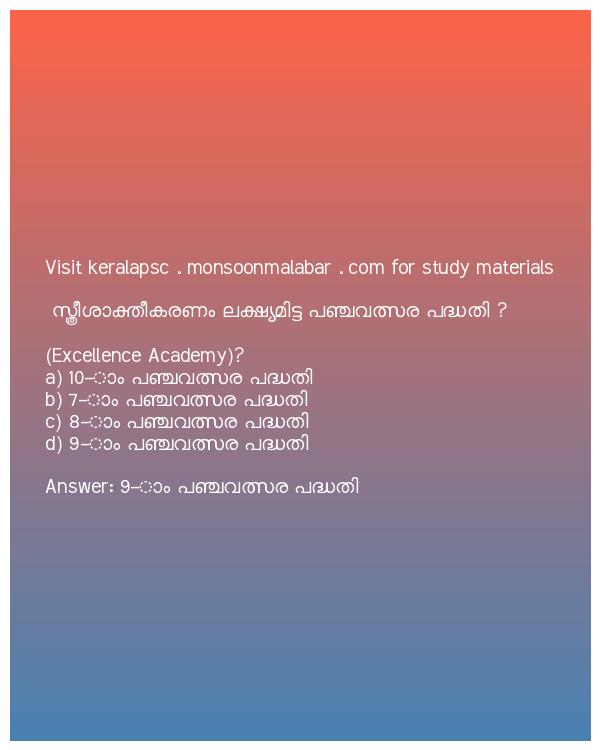 Visit keralapsc . monsoonmalabar . com for study materials
സ്ത്രീശാക്തീകരണം ലക്ഷ്യമിട്ട പഞ്ചവത്സര പദ്ധതി ?
(Excellence Academy)?
a) 10-ാം പഞ്ചവത്സര പദ്ധതി
b) 7-ാം പഞ്ചവത്സര പദ്ധതി
c) 8-ാം പഞ്ചവത്സര പദ്ധതി
d) 9-ാം പഞ്ചവത്സര പദ്ധതി
Answer: 9-ാം പഞ്ചവത്സര പദ്ധതി